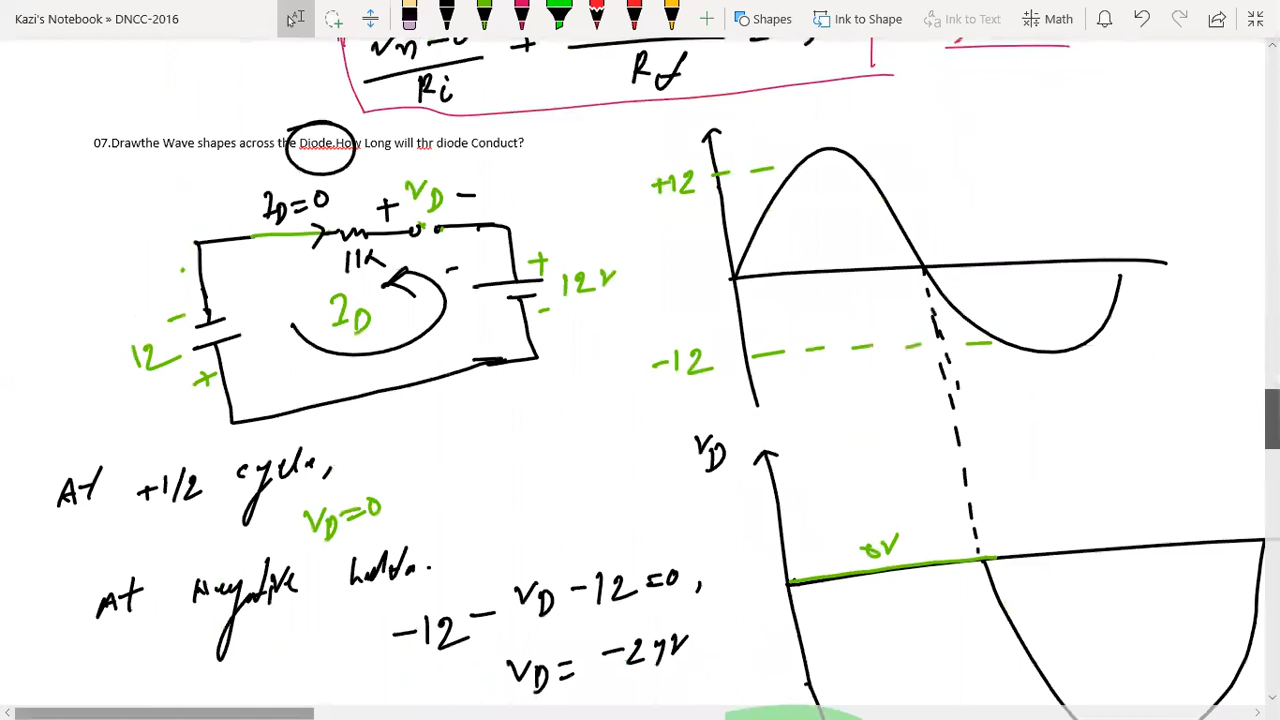 Kazi's Notebook » DNCC-2016
Shapes
Ink to Shape
Ink to Text
Math
Vn
Ri
+
Rf
07.Drawthe Wave shapes across the Diode.How Long will thr diode Conduct?
ID=0
+ VD -
11k
ID
-
12
+
+
12V
-
+12
-12
At +1/2 cycle,
VD=0
At Negative
-12 - VD -12=0,
VD= -24V
VD
0V